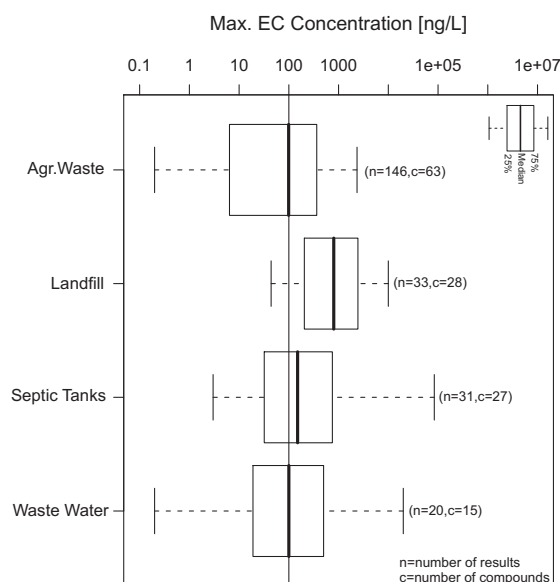 Max. EC Concentration [ng/L]
0.1 1 10 100 1000 1e+05 1e+07
75%
Median
25%
Agr.Waste
(n=146,c=63)
Landfill
(n=33,c=28)
Septic Tanks
(n=31,c=27)
Waste Water
(n=20,c=15)
n=number of results
c=number of compounds